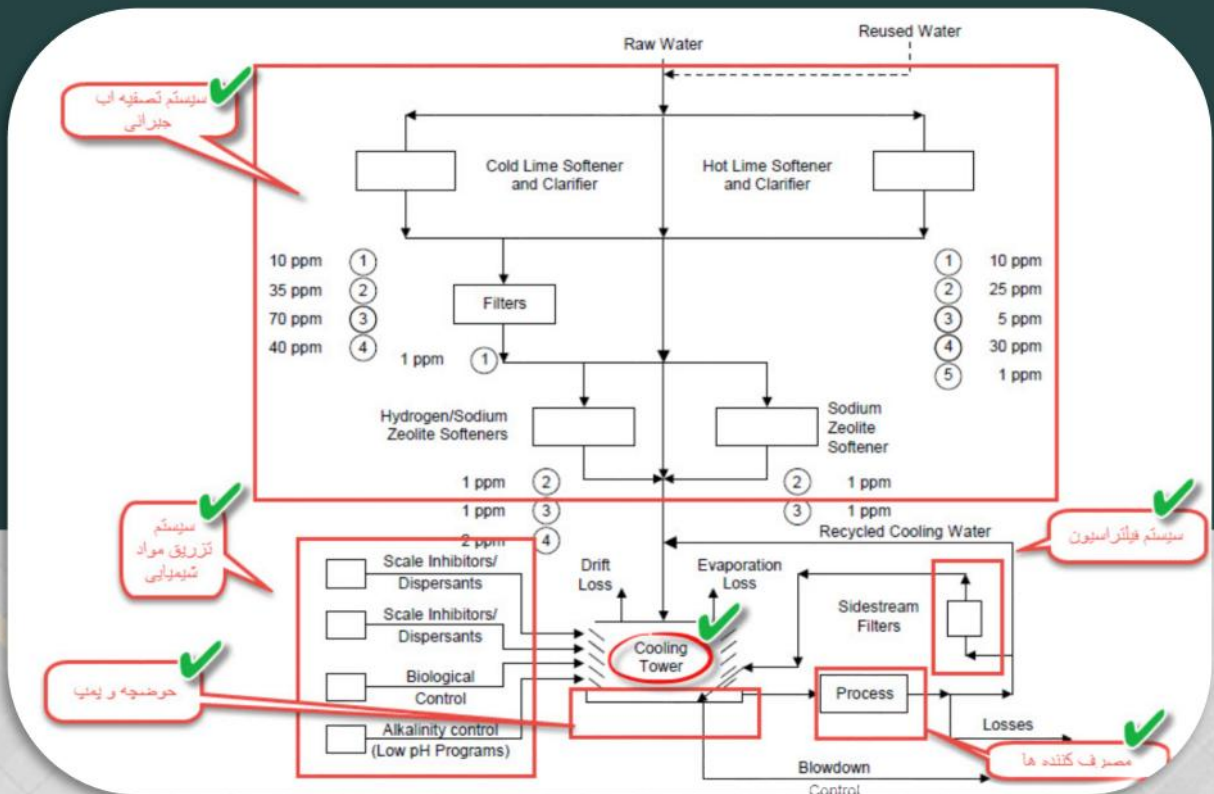 Reused Water
Raw Water
سیستم تصفیه اب
جبرانی
Cold Lime Softener
and Clarifier
Hot Lime Softener
and Clarifier
10 ppm 1
35 ppm 2
70 ppm 3
40 ppm 4
Filters
1 ppm 1
1 10 ppm
2 25 ppm
3 5 ppm
4 30 ppm
5 1 ppm
Hydrogen/Sodium
Zeolite Softeners
Sodium
Zeolite
Softener
1 ppm 2
1 ppm 3
2 ppm 4
2 1 ppm
3 1 ppm
سیستم
تزریق مواد
شیمیایی
Recycled Cooling Water
سیستم فیلتراسیون
Scale Inhibitors/
Dispersants
Scale Inhibitors/
Dispersants
Biological
Control
Alkalinity control
(Low pH Programs)
Drift
Loss
Evaporation
Loss
Cooling
Tower
Sidestream
Filters
حوضچه و پمپ
Process
Losses
مصرف کننده ها
Blowdown
Control